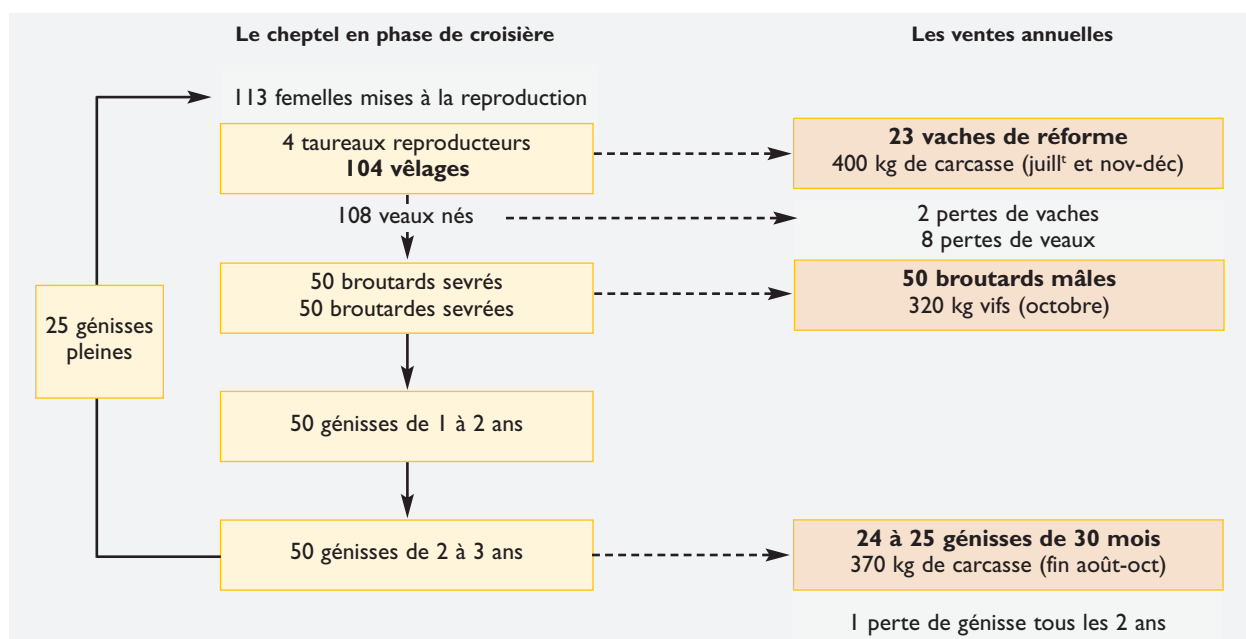 Le cheptel en phase de croisière
Les ventes annuelles
113 femelles mises à la reproduction
4 taureaux reproducteurs
104 vêlages
23 vaches de réforme
400 kg de carcasse (juillᵗ et nov-déc)
108 veaux nés
2 pertes de vaches
8 pertes de veaux
50 broutards sevrés
50 broutardes sevrées
50 broutards mâles
320 kg vifs (octobre)
25 génisses
pleines
50 génisses de 1 à 2 ans
50 génisses de 2 à 3 ans
24 à 25 génisses de 30 mois
370 kg de carcasse (fin août-oct)
1 perte de génisse tous les 2 ans